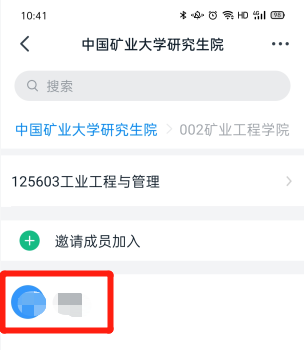 10:41
HD 4G
中国矿业大学研究生院
搜索
中国矿业大学研究生院 > 002矿业工程学院
125603工业工程与管理
邀请成员加入